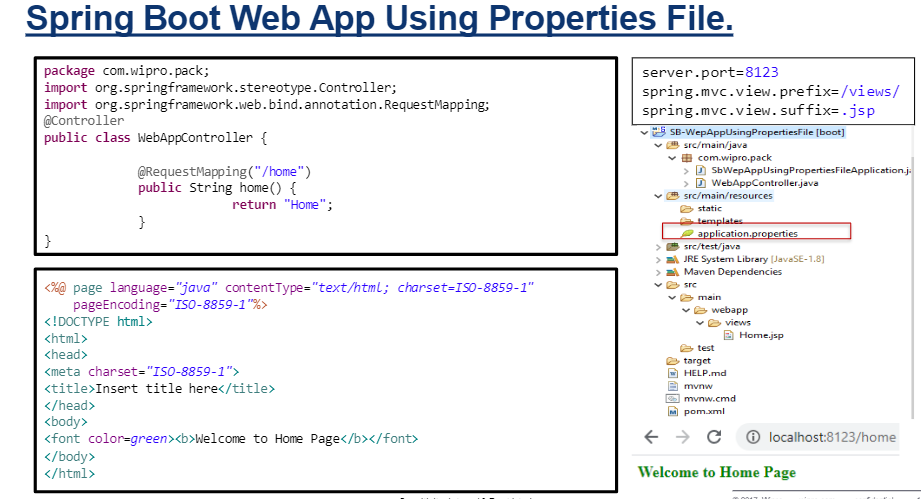 Spring Boot Web App Using Properties File.
package com.wipro.pack;
import org.springframework.stereotype.Controller;
import org.springframework.web.bind.annotation.RequestMapping;
@Controller
public class WebAppController {
@RequestMapping("/home")
public String home() {
return "Home";
}
}
<%@ page language="java" contentType="text/html; charset=ISO-8859-1"
pageEncoding="ISO-8859-1"%>
<!DOCTYPE html>
<html>
<head>
<meta charset="ISO-8859-1">
<title>Insert title here</title>
</head>
<body>
<font color=green><b>Welcome to Home Page</b></font>
</body>
</html>
server.port=8123
spring.mvc.view.prefix=/views/
spring.mvc.view.suffix=.jsp
SB-WepAppUsingPropertiesFile [boot]
src/main/java
com.wipro.pack
SbWepAppUsingPropertiesFileApplication.j
WebAppController.java
src/main/resources
static
templates
application.properties
src/test/java
JRE System Library [JavaSE-1.8]
Maven Dependencies
src
main
webapp
views
Home.jsp
test
target
HELP.md
mvnw
mvnw.cmd
pom.xml
localhost:8123/home
Welcome to Home Page